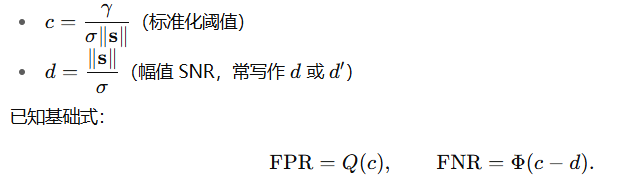 • c = γ / (σ‖s‖)（标准化阈值）
• d = ‖s‖ / σ（幅值 SNR，常写作 d 或 d′）
已知基础式：
FPR = Q(c), FNR = Φ(c − d).